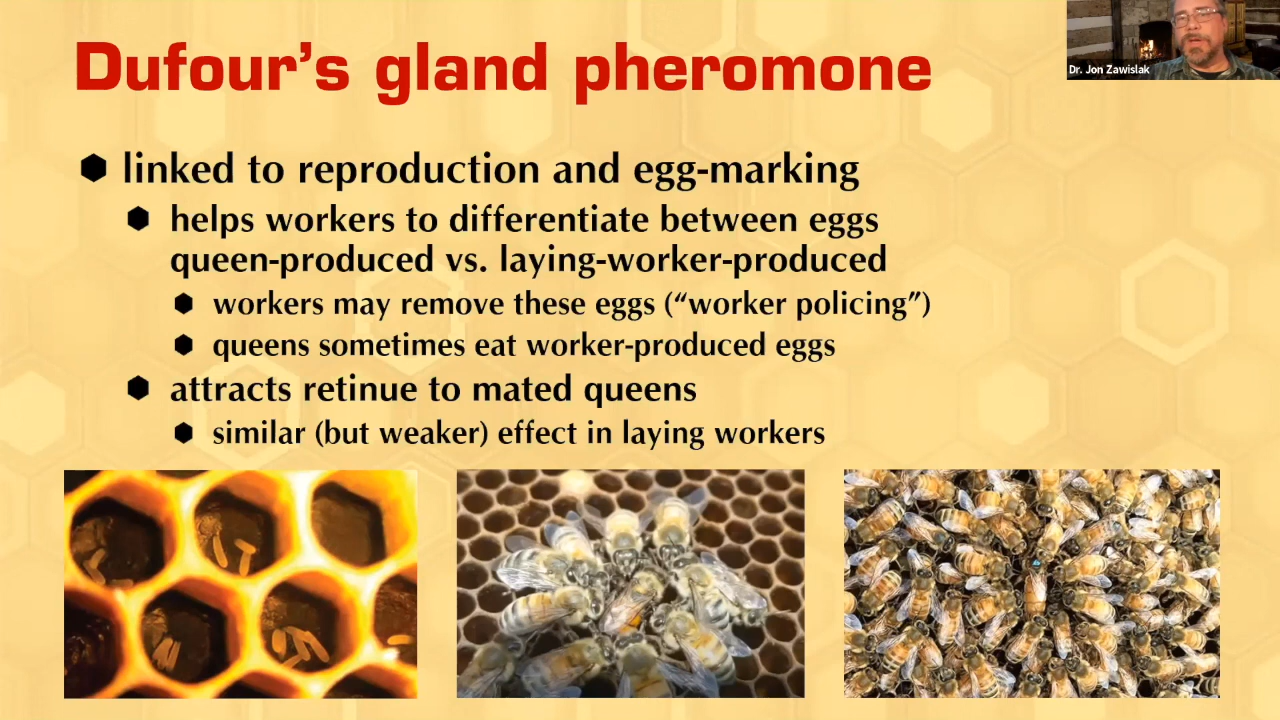 Dufour’s gland pheromone
Dr. Jon Zawislak
linked to reproduction and egg-marking
helps workers to differentiate between eggs
queen-produced vs. laying-worker-produced
workers may remove these eggs (“worker policing”)
queens sometimes eat worker-produced eggs
attracts retinue to mated queens
similar (but weaker) effect in laying workers